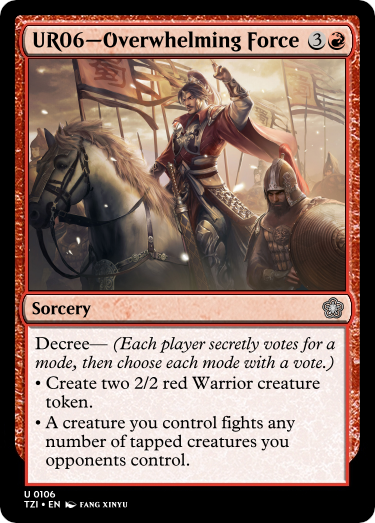 UR06—Overwhelming Force 3
Sorcery
Decree— (Each player secretly votes for a
mode, then choose each mode with a vote.)
• Create two 2/2 red Warrior creature
token.
• A creature you control fights any
number of tapped creatures you
opponents control.
U 0106
TZI • EN FANG XINYU